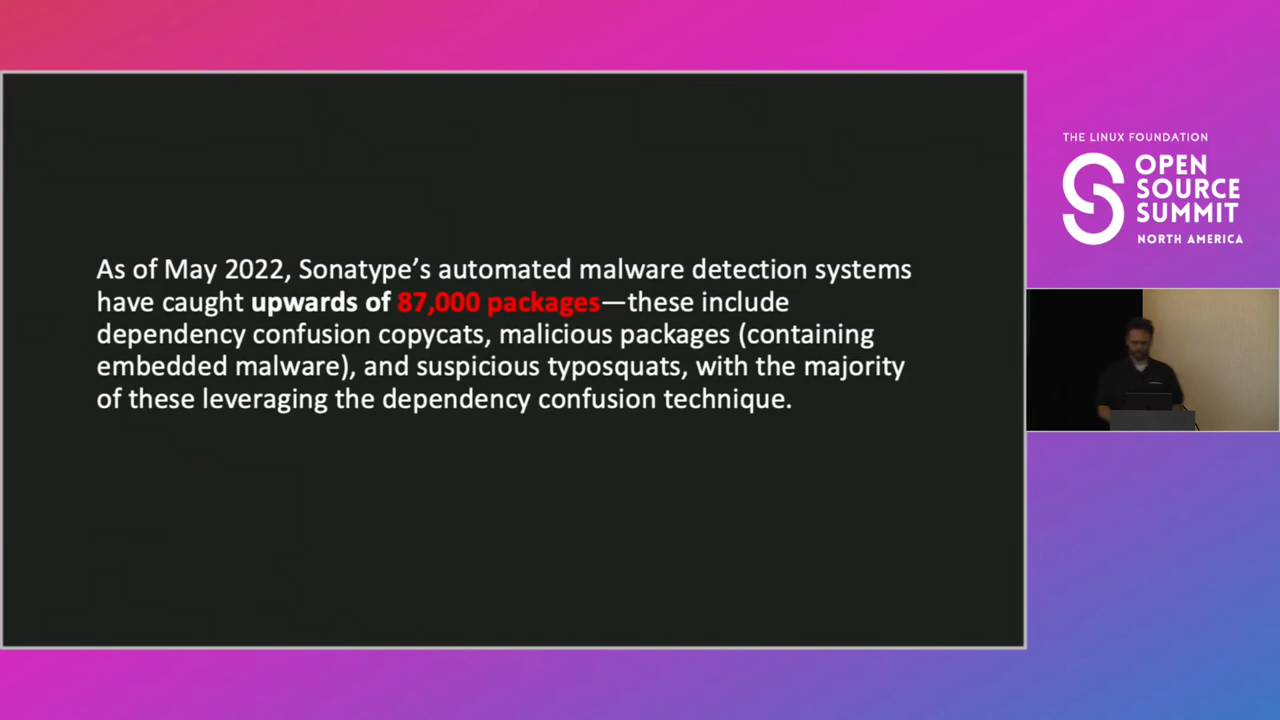 As of May 2022, Sonatype’s automated malware detection systems
have caught upwards of 87,000 packages—these include
dependency confusion copycats, malicious packages (containing
embedded malware), and suspicious typosquats, with the majority
of these leveraging the dependency confusion technique.
THE LINUX FOUNDATION
OPEN
SOURCE
SUMMIT
NORTH AMERICA